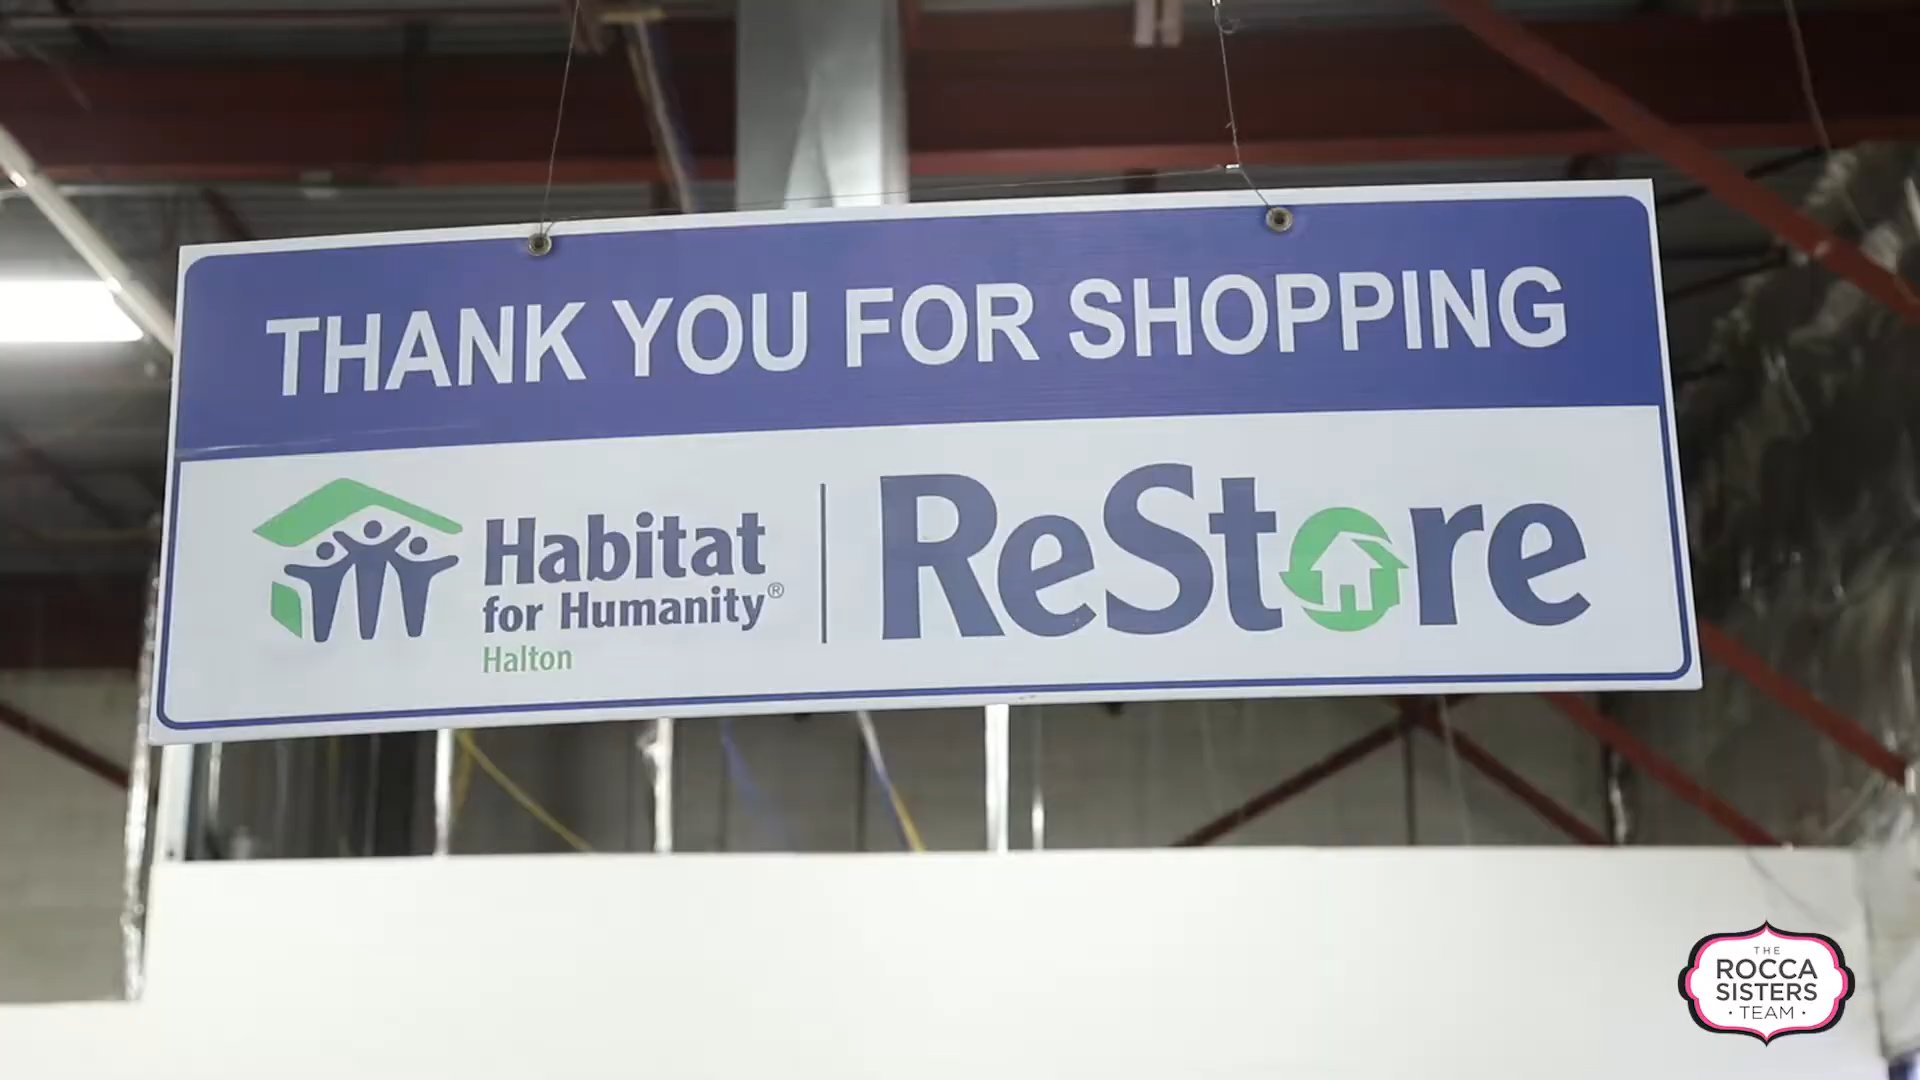 THANK YOU FOR SHOPPING
Habitat
for Humanity®
Halton
ReStore
THE
ROCCA
SISTERS
· TEAM ·